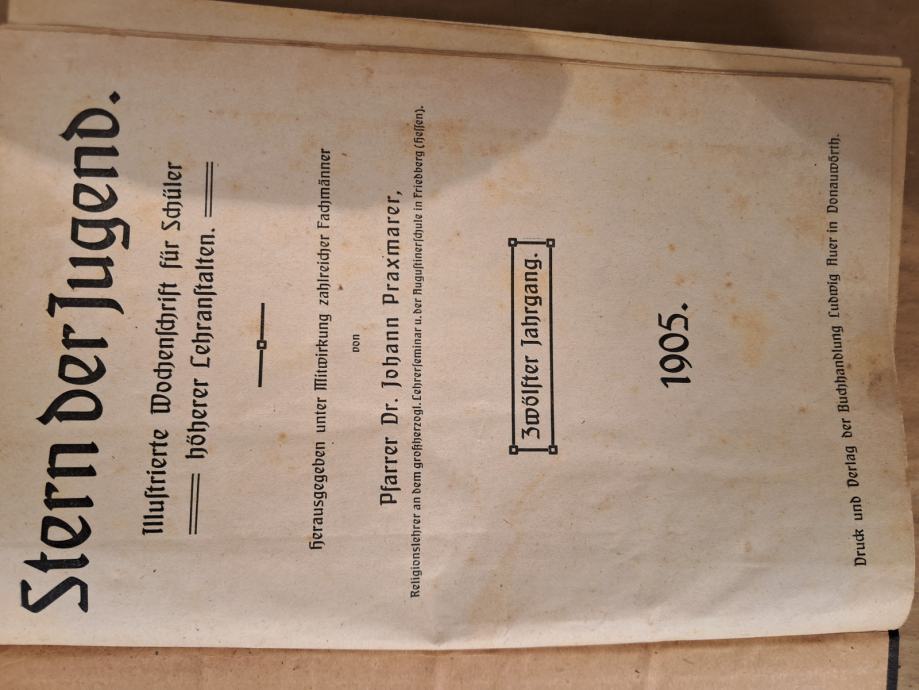 Stern der Jugend.
Illustrierte Wochenschrift für Schüler
höherer Lehranstalten.
Herausgegeben unter Mitwirkung zahlreicher Fachmänner
von
Pfarrer Dr. Johann Praxmarer,
Religionslehrer an dem großherzogl. Lehrerseminar u. der Augustinerschule in Friedberg (Hessen).
Zwölfter Jahrgang.
1905.
Druck und Verlag der Buchhandlung Ludwig Auer in Donauwörth.